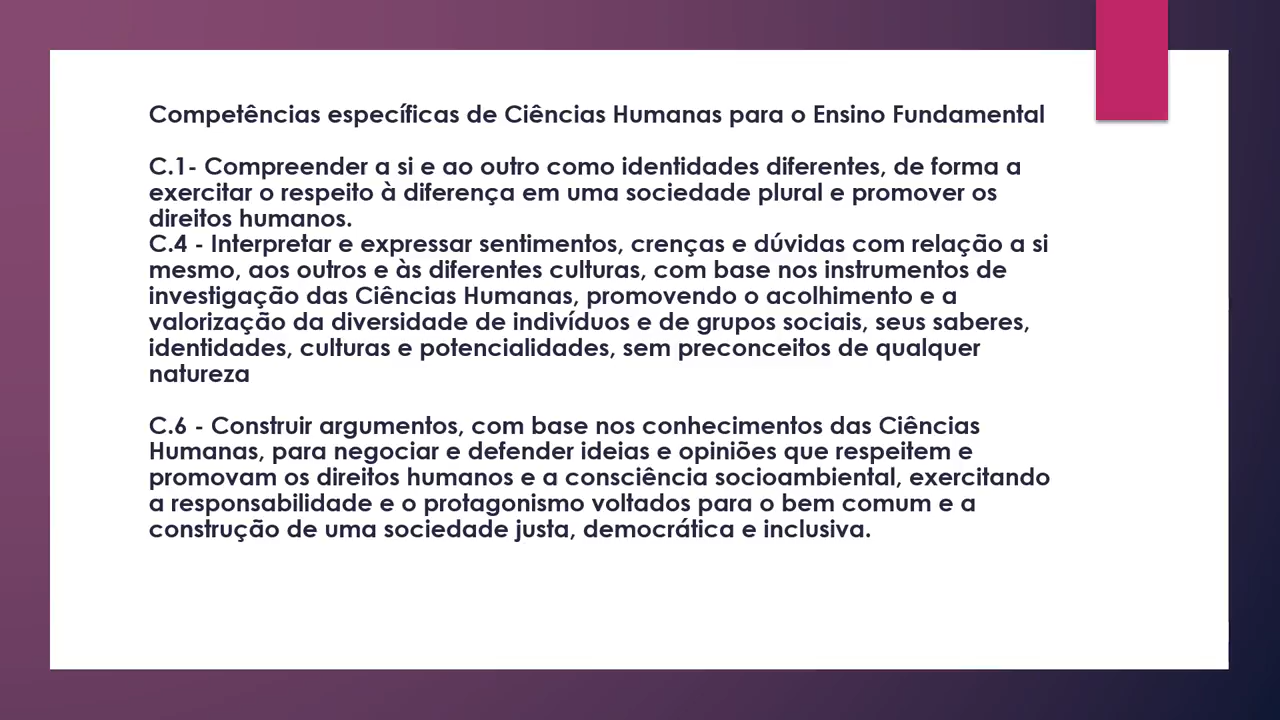 Competências específicas de Ciências Humanas para o Ensino Fundamental
C.1- Compreender a si e ao outro como identidades diferentes, de forma a
exercitar o respeito à diferença em uma sociedade plural e promover os
direitos humanos.
C.4 - Interpretar e expressar sentimentos, crenças e dúvidas com relação a si
mesmo, aos outros e às diferentes culturas, com base nos instrumentos de
investigação das Ciências Humanas, promovendo o acolhimento e a
valorização da diversidade de indivíduos e de grupos sociais, seus saberes,
identidades, culturas e potencialidades, sem preconceitos de qualquer
natureza
C.6 - Construir argumentos, com base nos conhecimentos das Ciências
Humanas, para negociar e defender ideias e opiniões que respeitem e
promovam os direitos humanos e a consciência socioambiental, exercitando
a responsabilidade e o protagonismo voltados para o bem comum e a
construção de uma sociedade justa, democrática e inclusiva.